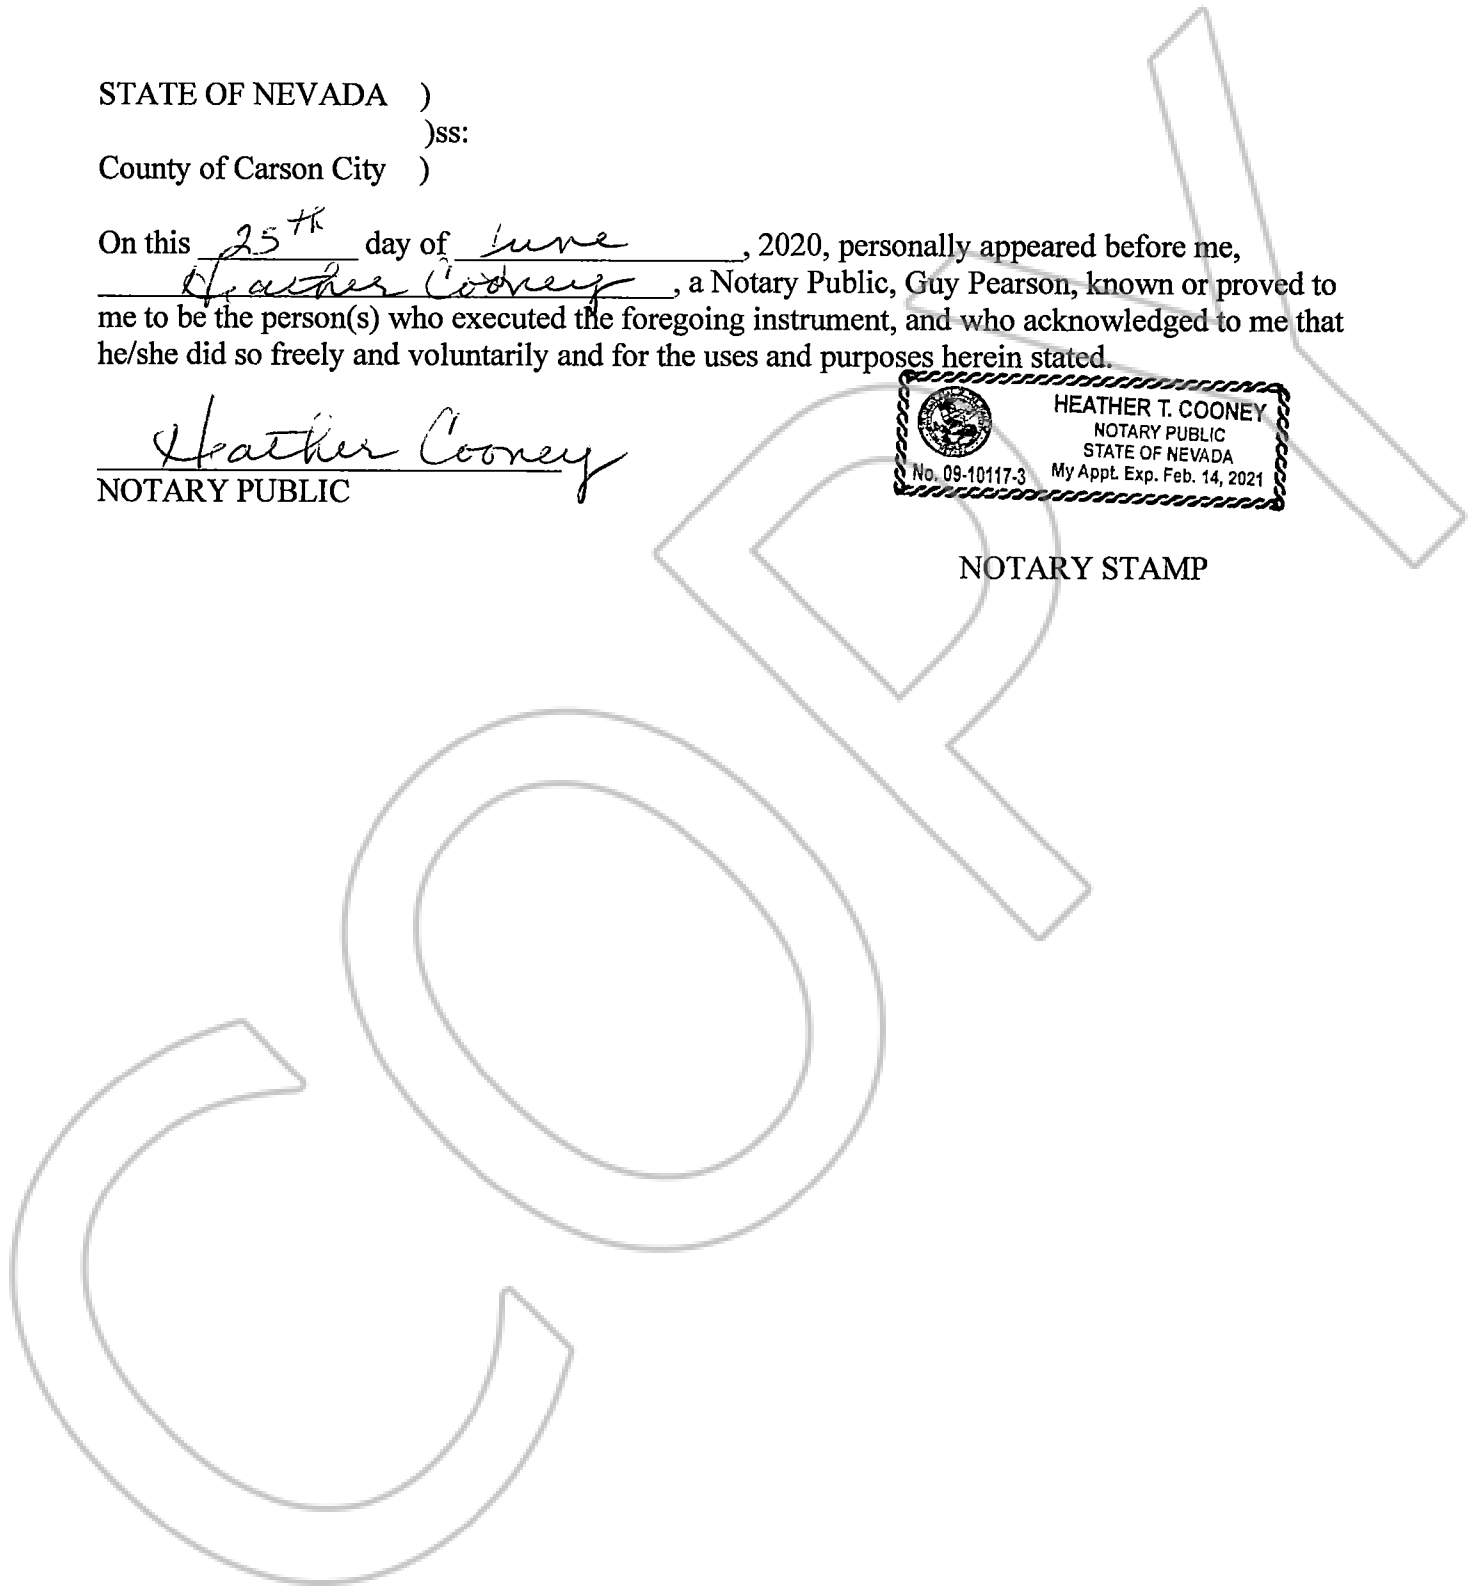 STATE OF NEVADA )
)ss:
County of Carson City )
On this 25th day of June, 2020, personally appeared before me,
Heather Cooney, a Notary Public, Guy Pearson, known or proved to
me to be the person(s) who executed the foregoing instrument, and who acknowledged to me that
he/she did so freely and voluntarily and for the uses and purposes herein stated.
Heather Cooney
NOTARY PUBLIC
HEATHER T. COONEY
NOTARY PUBLIC
STATE OF NEVADA
No. 09-10117-3 My Appt. Exp. Feb. 14, 2021
NOTARY STAMP
COPY